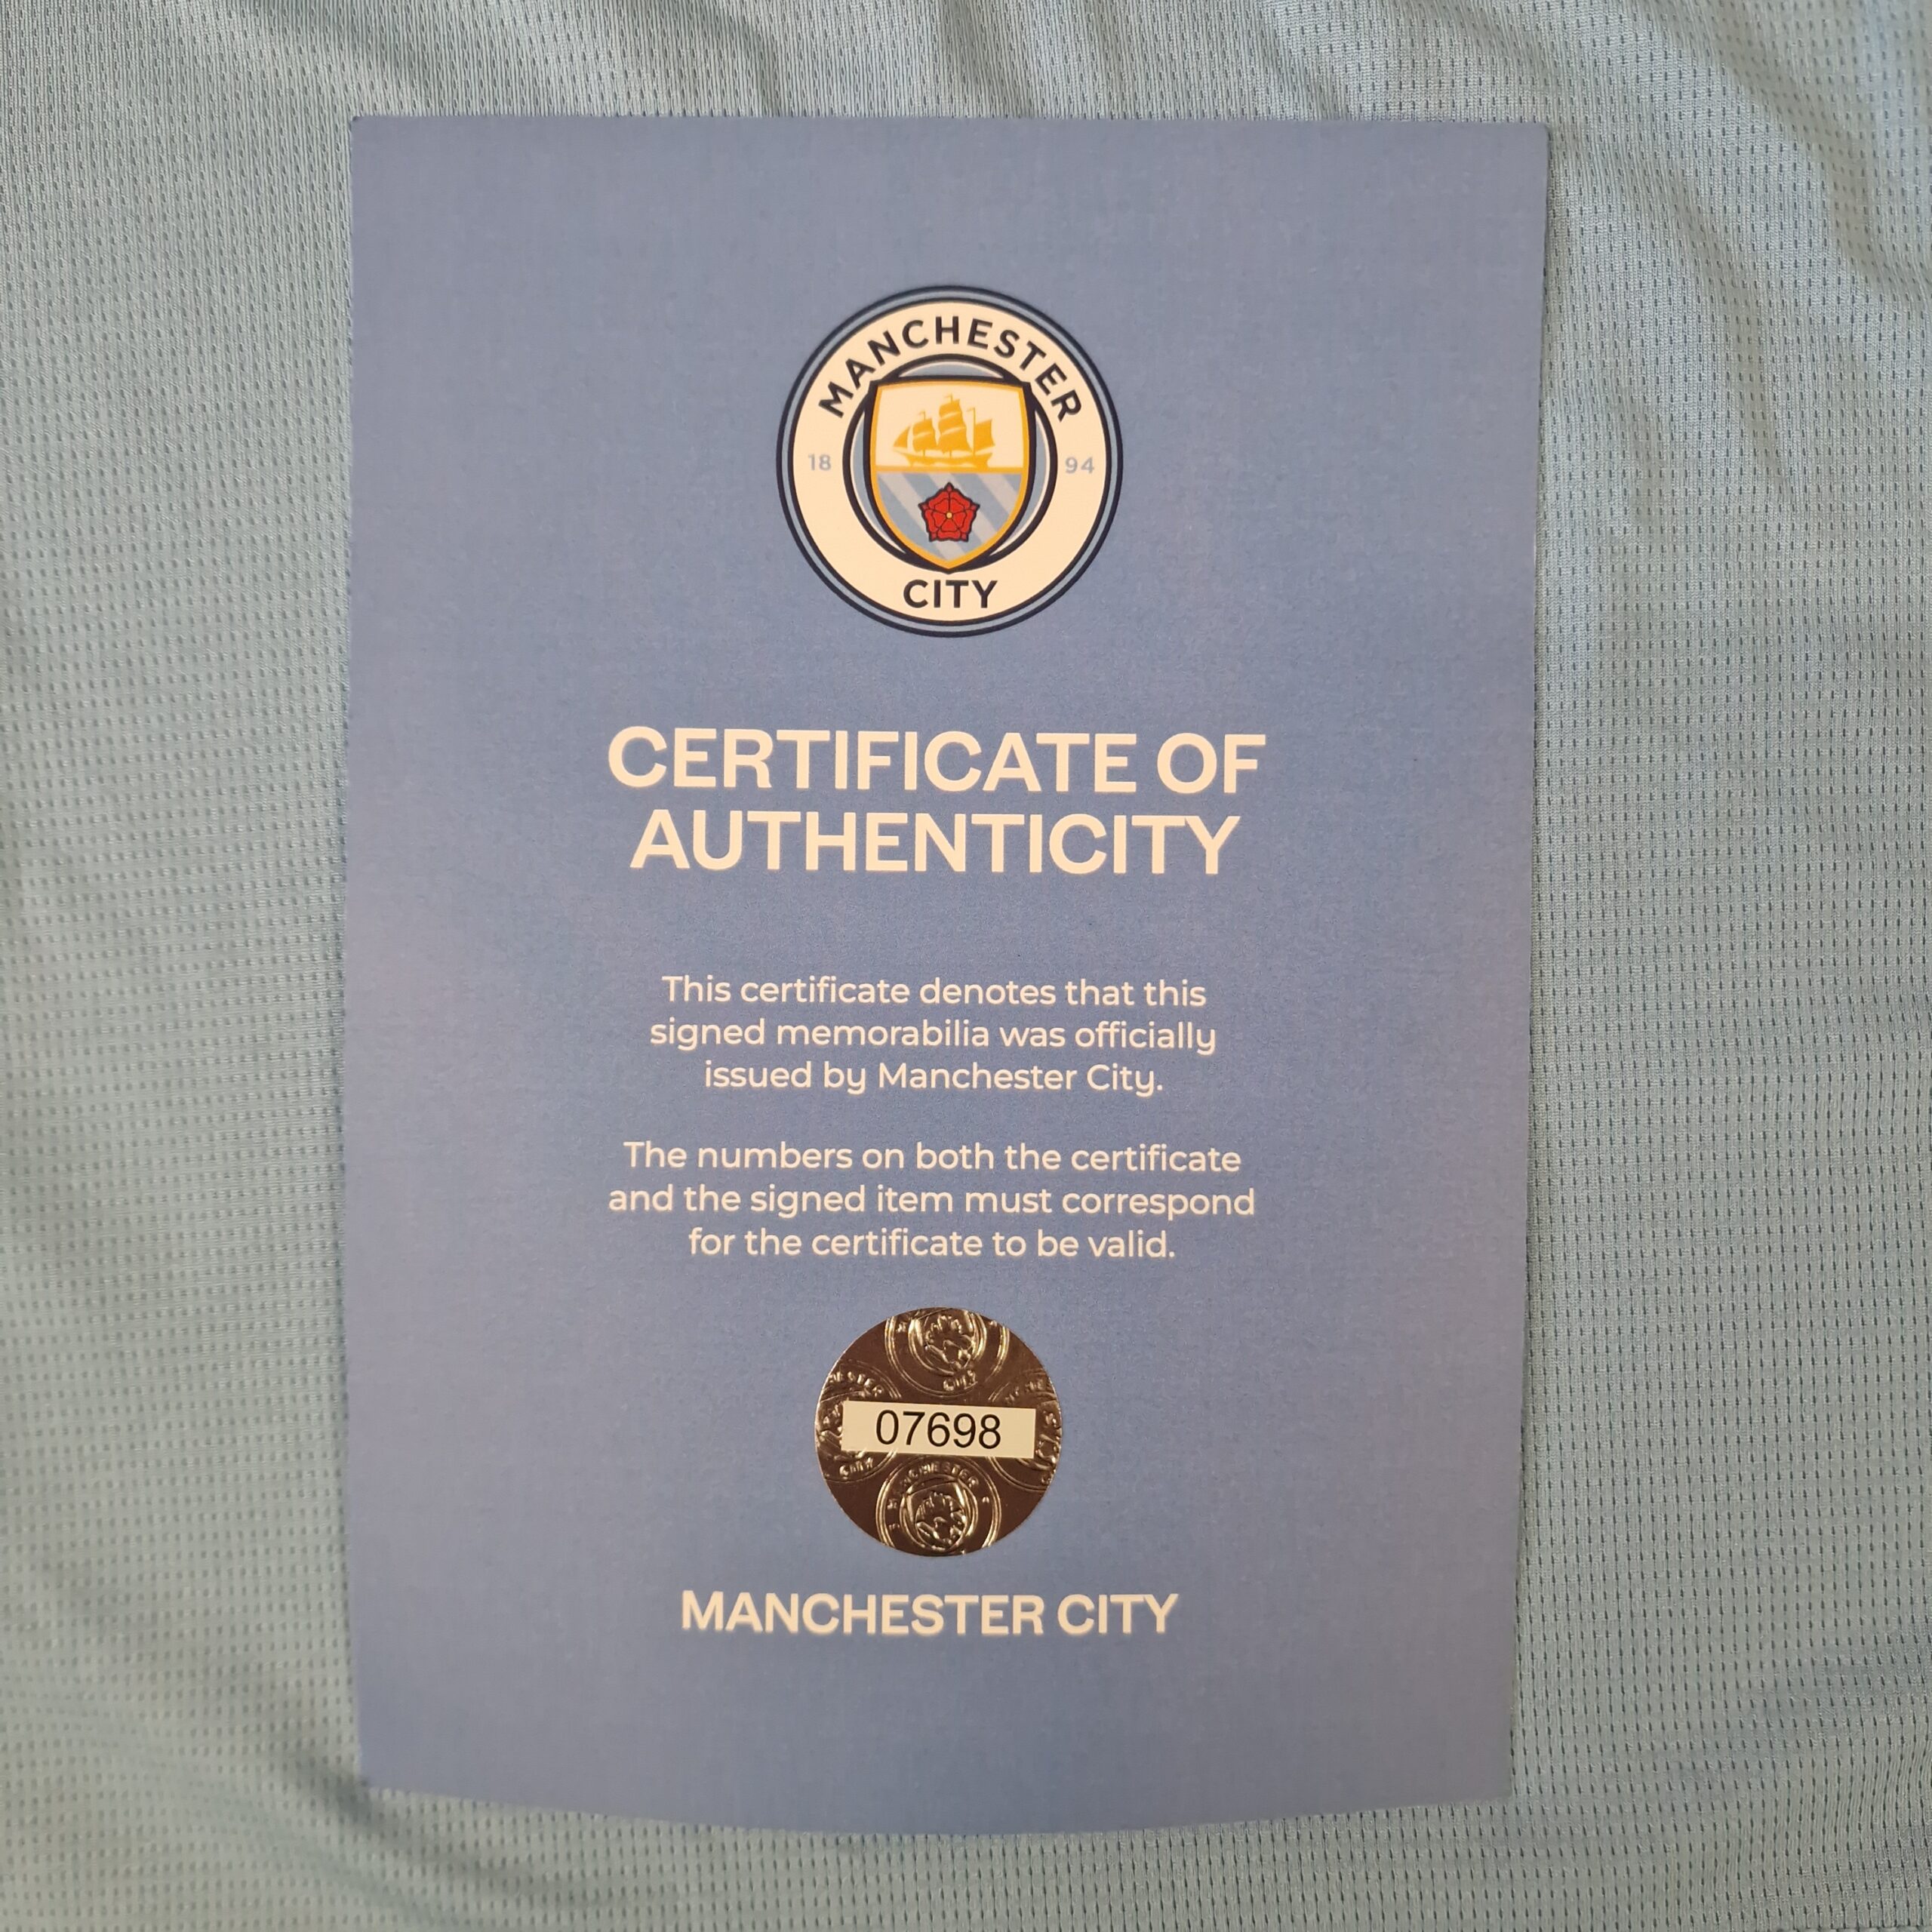 MANCHESTER
18 94
CITY
CERTIFICATE OF
AUTHENTICITY
This certificate denotes that this
signed memorabilia was officially
issued by Manchester City.
The numbers on both the certificate
and the signed item must correspond
for the certificate to be valid.
07698
MANCHESTER
MANCHESTER CITY